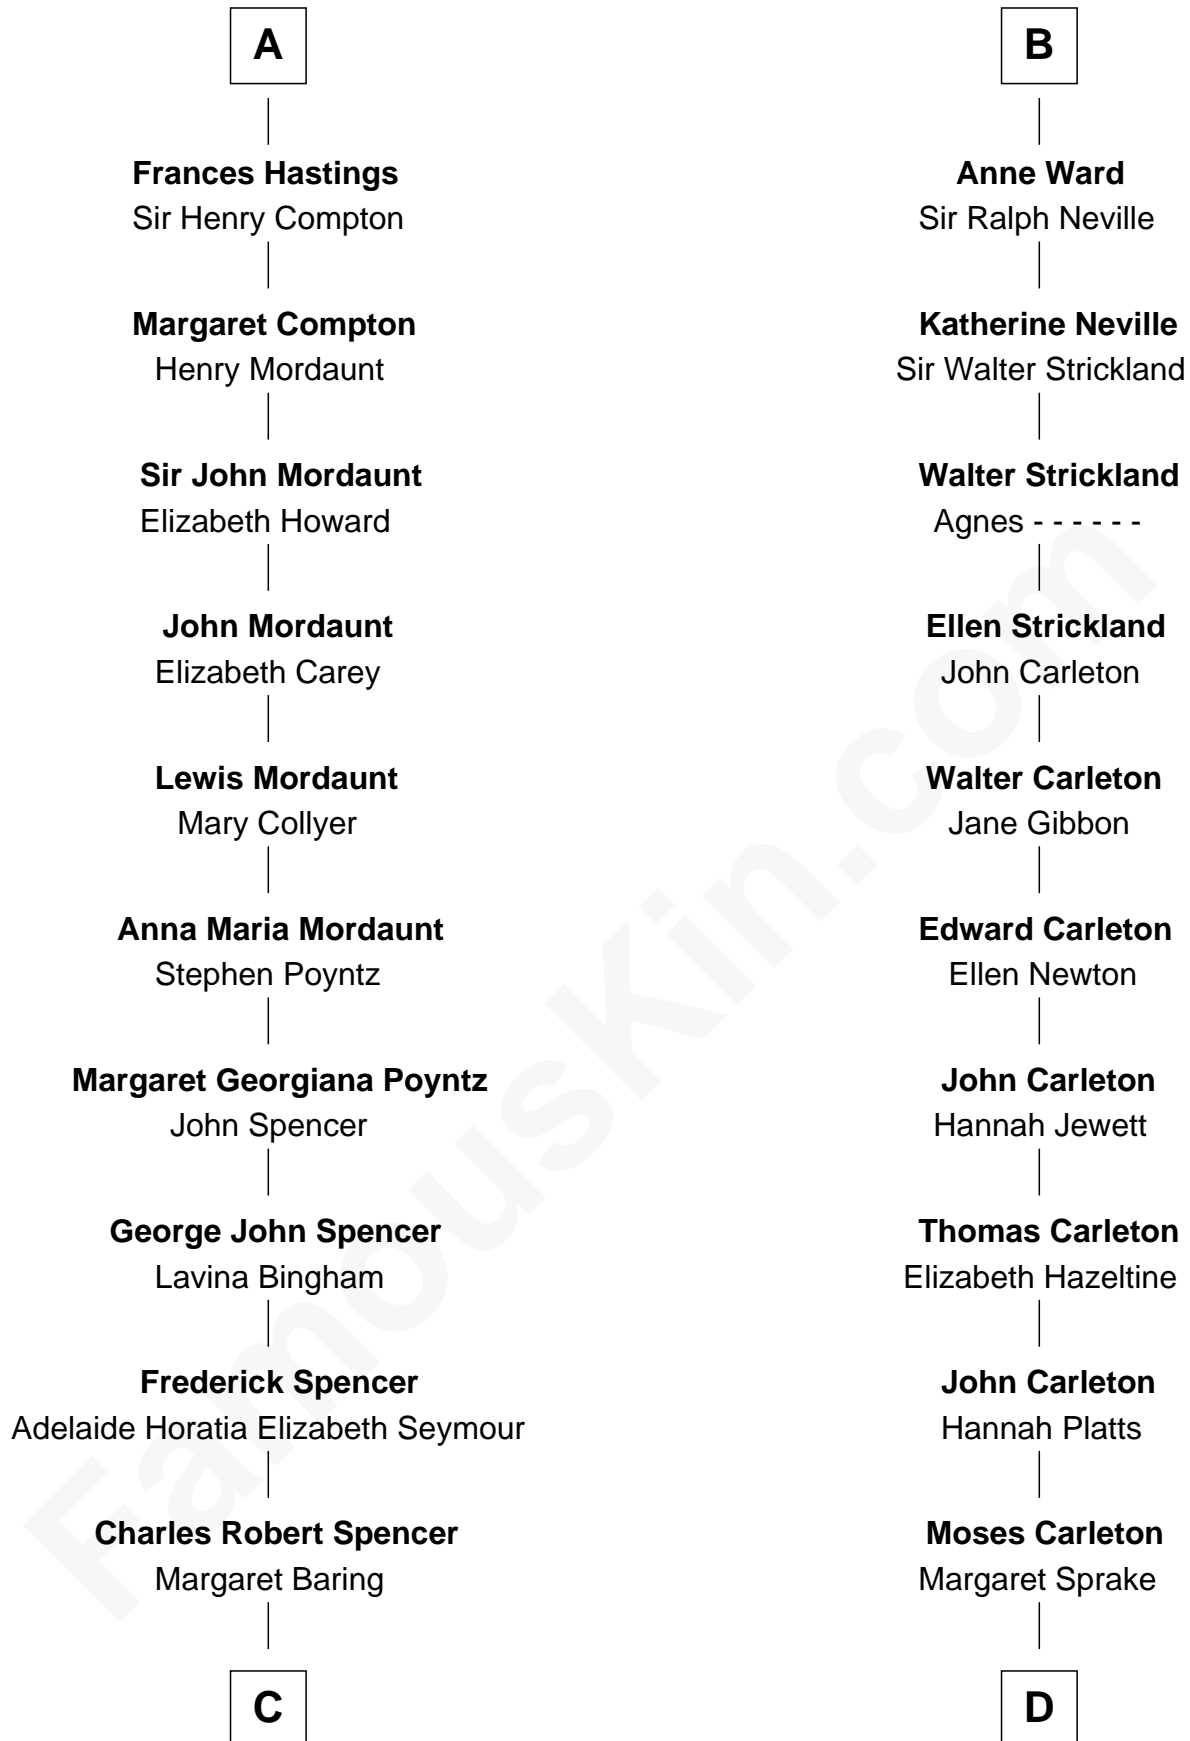 A
Frances Hastings
Sir Henry Compton
Margaret Compton
Henry Mordaunt
Sir John Mordaunt
Elizabeth Howard
John Mordaunt
Elizabeth Carey
Lewis Mordaunt
Mary Collyer
Anna Maria Mordaunt
Stephen Poyntz
Margaret Georgiana Poyntz
John Spencer
George John Spencer
Lavina Bingham
Frederick Spencer
Adelaide Horatia Elizabeth Seymour
Charles Robert Spencer
Margaret Baring
C
B
Anne Ward
Sir Ralph Neville
Katherine Neville
Sir Walter Strickland
Walter Strickland
Agnes - - - - - -
Ellen Strickland
John Carleton
Walter Carleton
Jane Gibbon
Edward Carleton
Ellen Newton
John Carleton
Hannah Jewett
Thomas Carleton
Elizabeth Hazeltine
John Carleton
Hannah Platts
Moses Carleton
Margaret Sprake
D
FamousKin.com